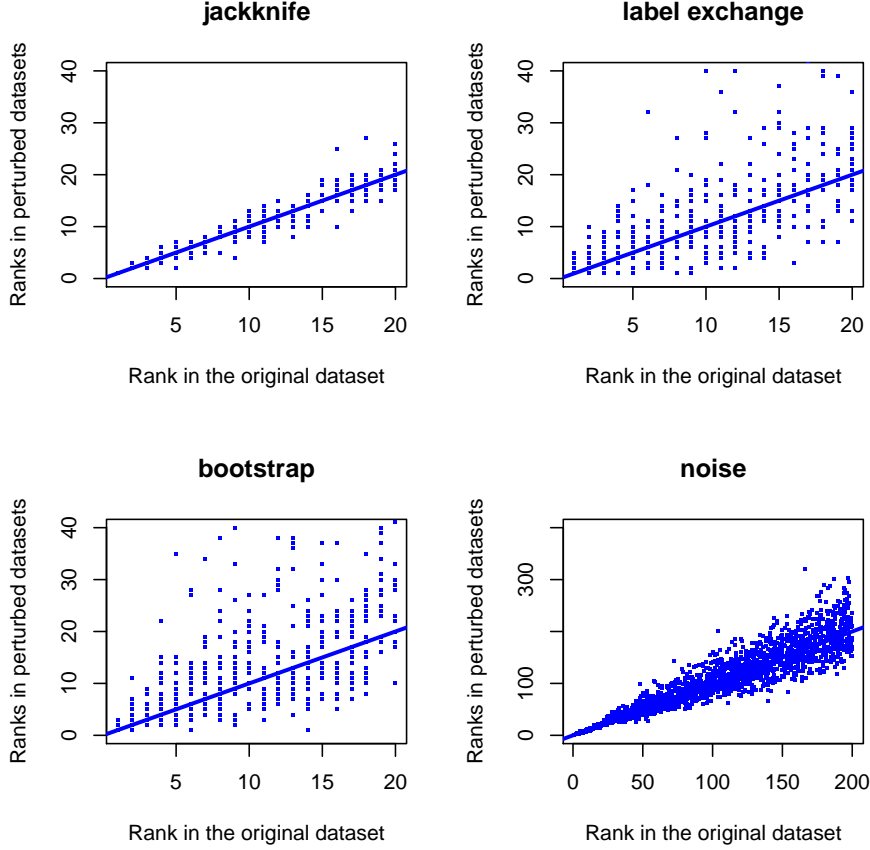 jackknife
Ranks in perturbed datasets
0 10 20 30 40
5 10 15 20
Rank in the original dataset
label exchange
Ranks in perturbed datasets
0 10 20 30 40
5 10 15 20
Rank in the original dataset
bootstrap
Ranks in perturbed datasets
0 10 20 30 40
5 10 15 20
Rank in the original dataset
noise
Ranks in perturbed datasets
0 100 300
0 50 100 150 200
Rank in the original dataset